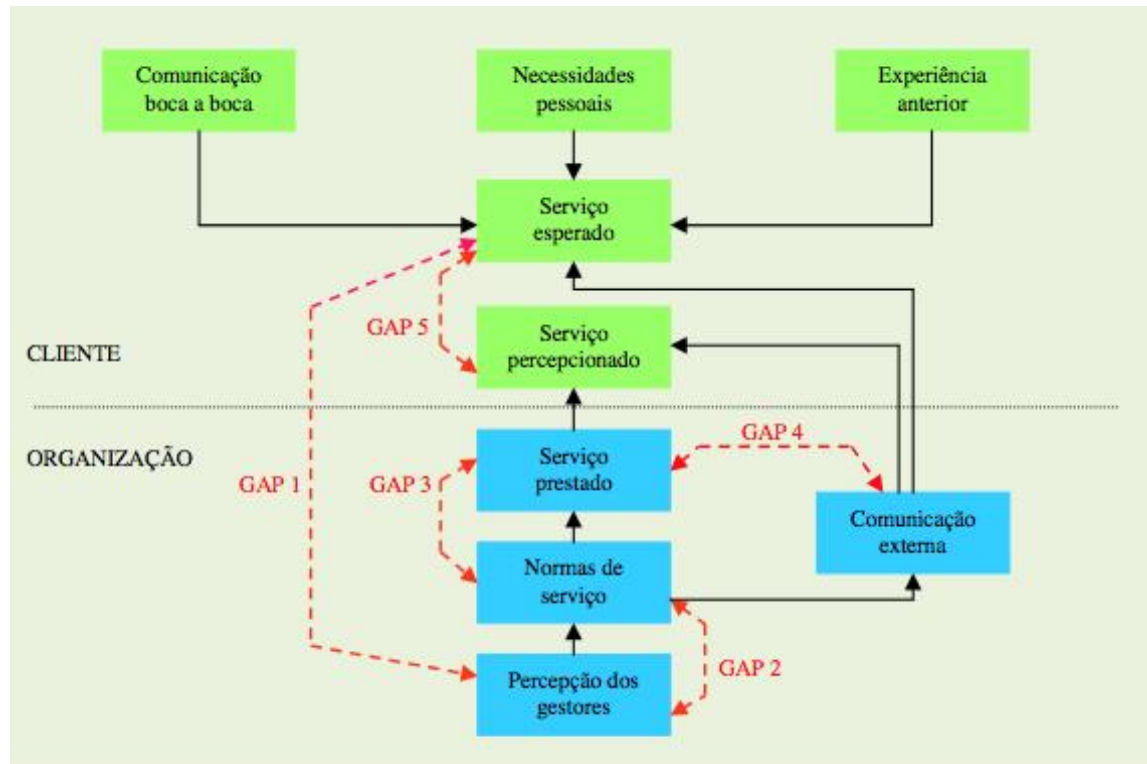 Comunicação
boca a boca
Necessidades
pessoais
Experiência
anterior
Serviço
esperado
GAP 5
Serviço
percepcionado
CLIENTE
ORGANIZAÇÃO
GAP 1
GAP 3
Serviço
prestado
GAP 4
Comunicação
externa
Normas de
serviço
GAP 2
Percepção dos
gestores